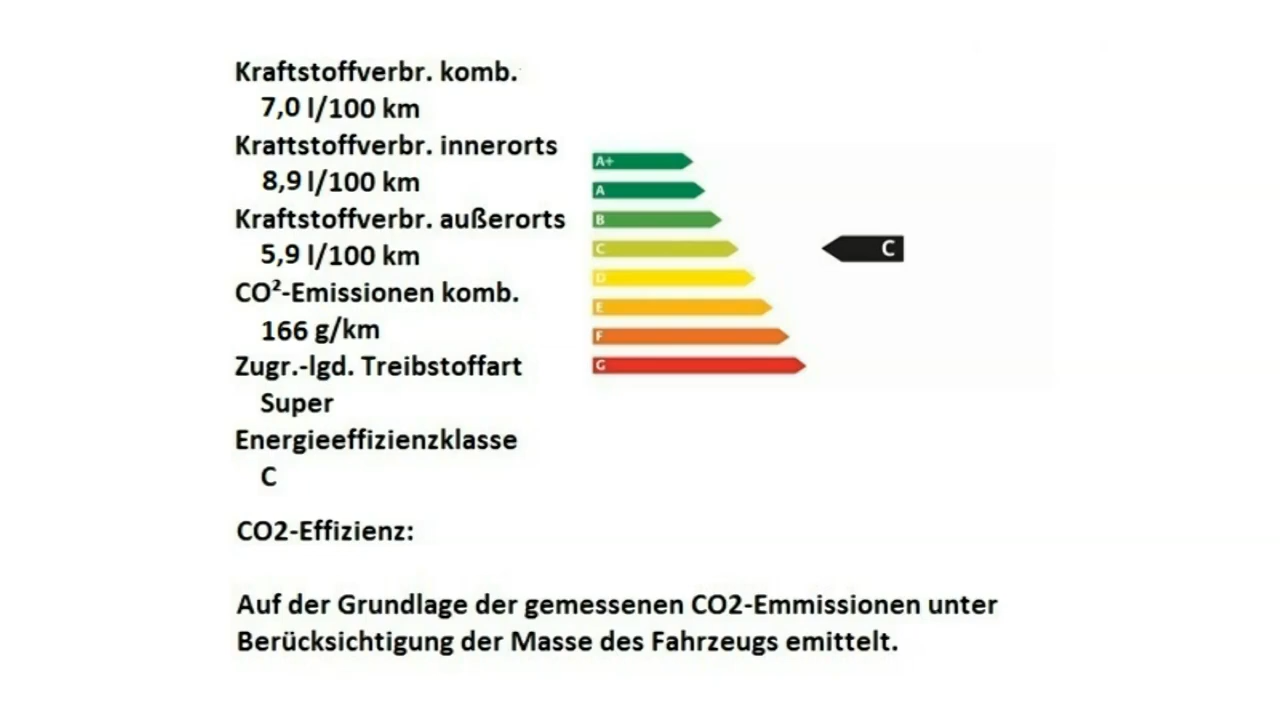 Kraftstoffverbr. komb.
7,0 l/100 km
Krattstoffverbr. innerorts
8,9 l/100 km
Kraftstoffverbr. außerorts
5,9 l/100 km
CO²-Emissionen komb.
166 g/km
Zugr.-lgd. Treibstoffart
Super
Energieeffizienzklasse
C
A+
A
B
C
D
E
F
G
C
CO2-Effizienz:
Auf der Grundlage der gemessenen CO2-Emmissionen unter
Berücksichtigung der Masse des Fahrzeugs emittelt.